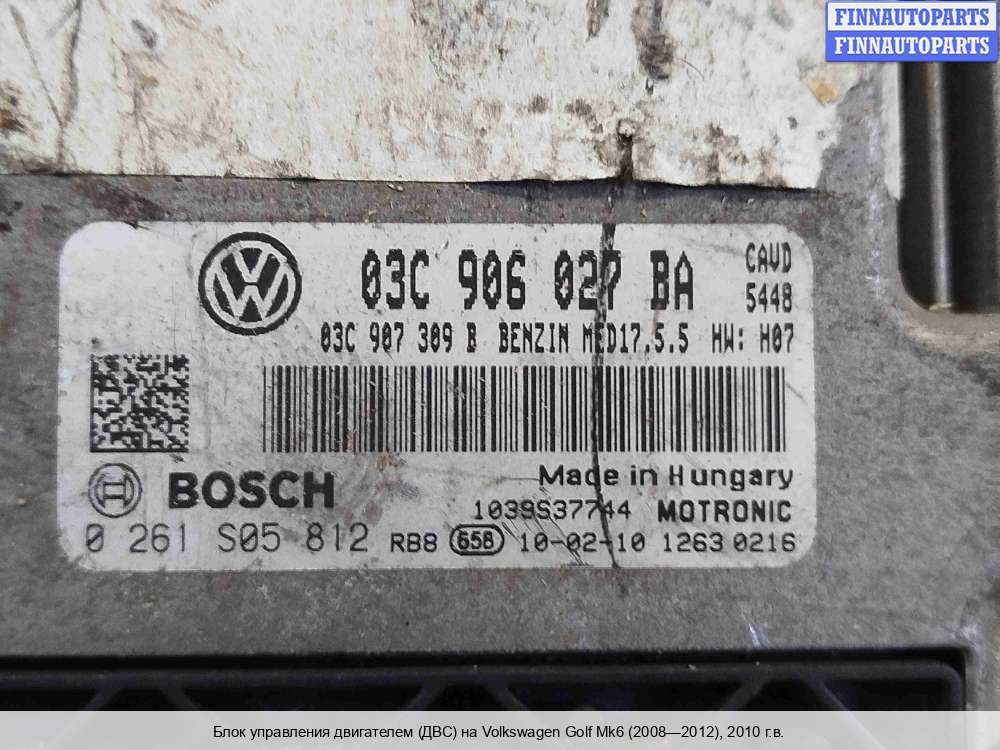 FINNAUTOPARTS
FINNAUTOPARTS
03C 906 027 BA
CAVD
5448
03C 907 309 B BENZIN MED17.5.5 HW: H07
BOSCH
Made in Hungary
1039S37744 MOTRONIC
0 261 S05 812 RB8 658 10-02-10 1263 0216
Блок управления двигателем (ДВС) на Volkswagen Golf Mk6 (2008—2012), 2010 г.в.